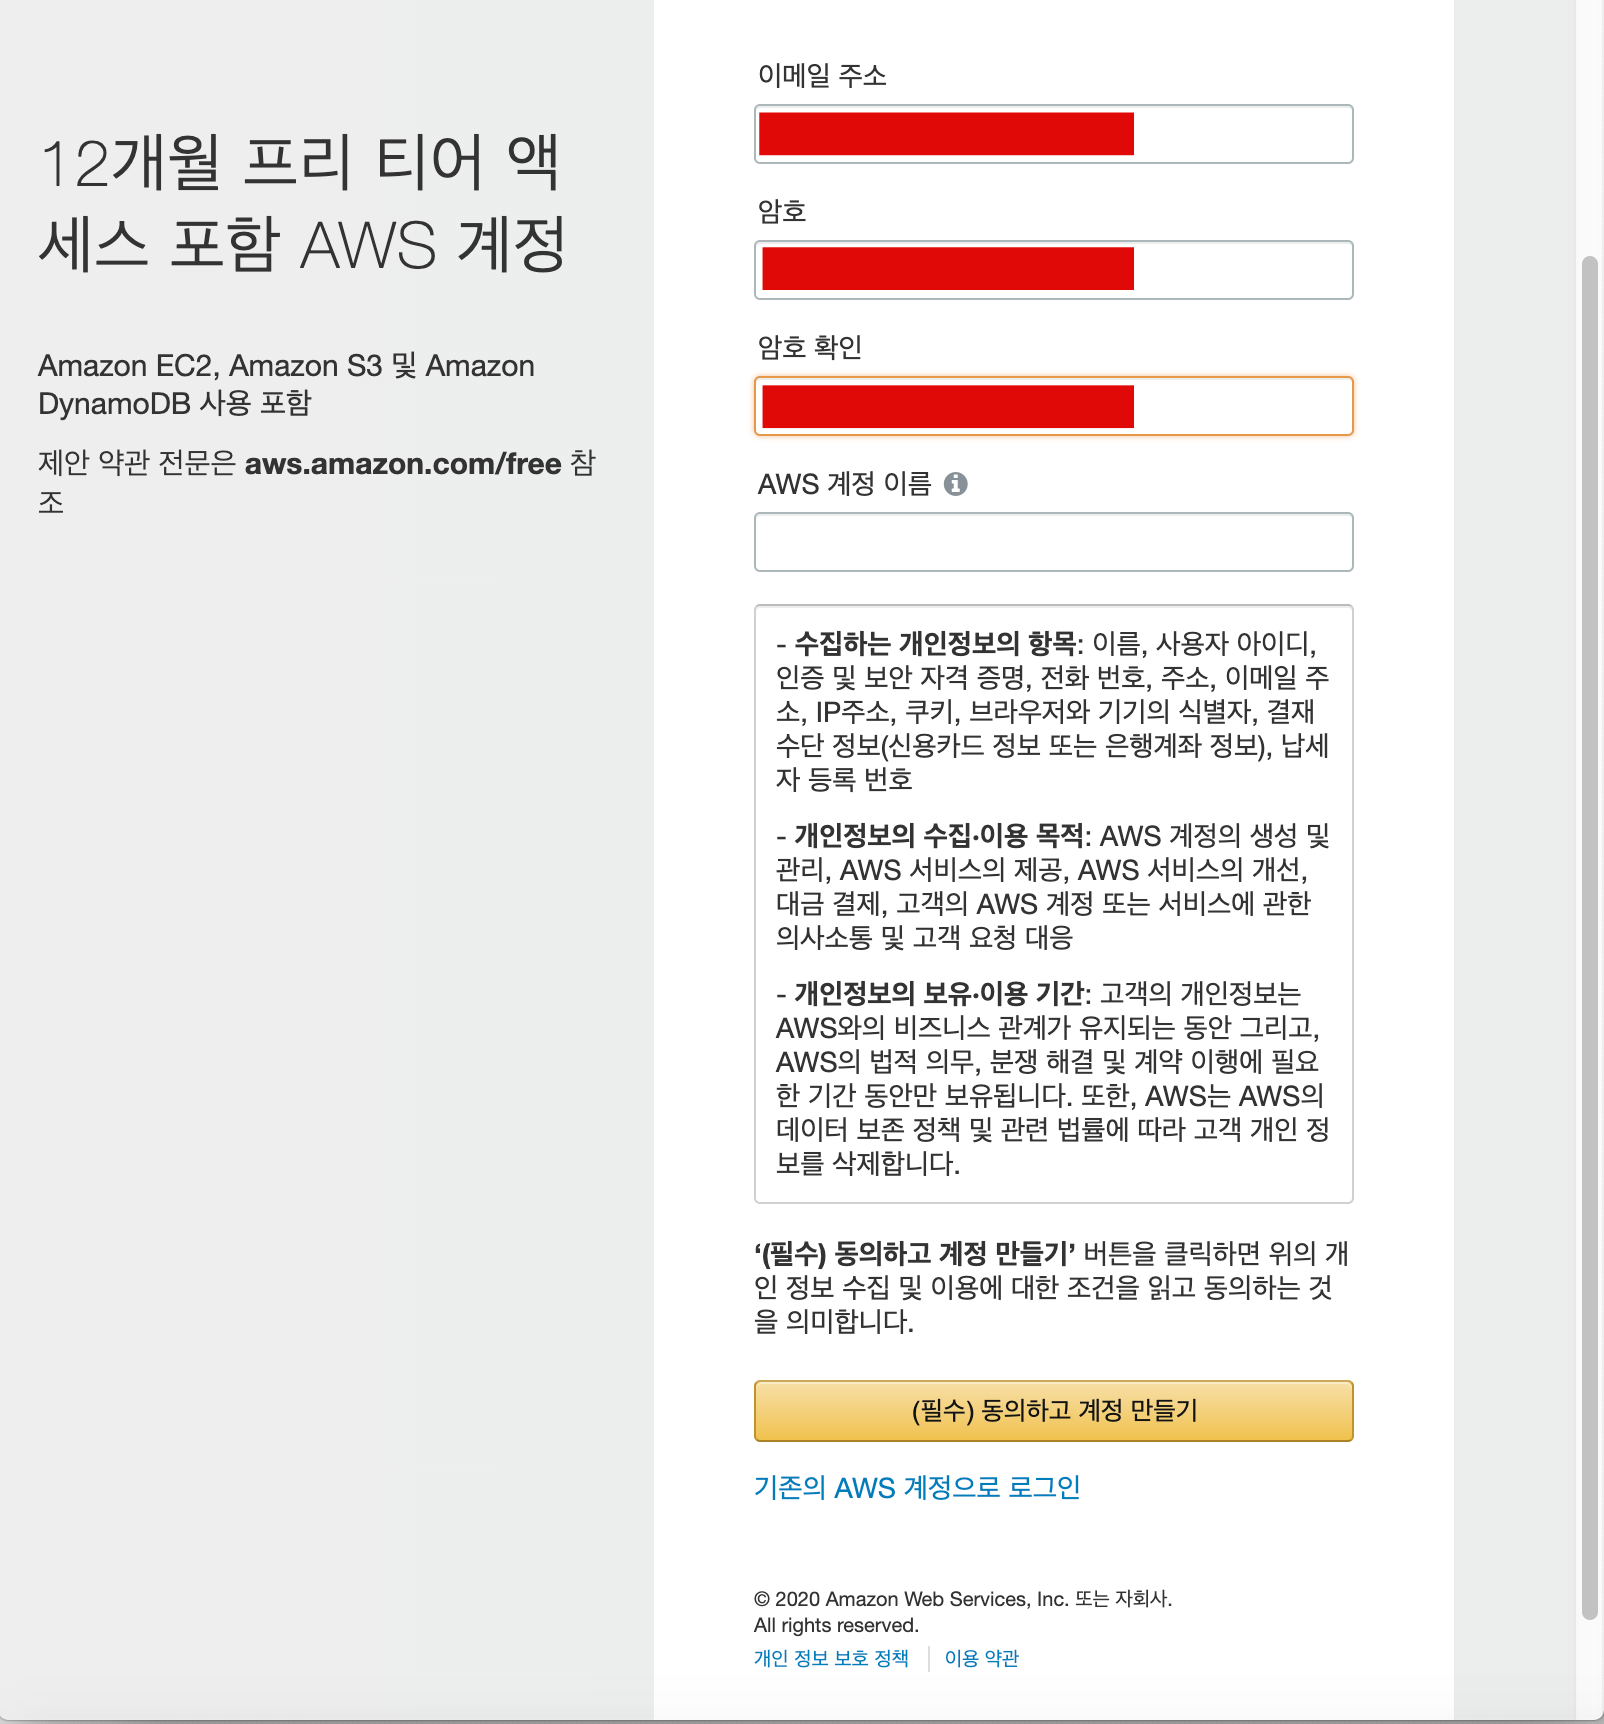 12개월 프리 티어 액
세스 포함 AWS 계정
Amazon EC2, Amazon S3 및 Amazon
DynamoDB 사용 포함
제안 약관 전문은 aws.amazon.com/free 참
조
이메일 주소
암호
암호 확인
AWS 계정 이름
- 수집하는 개인정보의 항목: 이름, 사용자 아이디,
인증 및 보안 자격 증명, 전화 번호, 주소, 이메일 주
소, IP주소, 쿠키, 브라우저와 기기의 식별자, 결재
수단 정보(신용카드 정보 또는 은행계좌 정보), 납세
자 등록 번호
- 개인정보의 수집·이용 목적: AWS 계정의 생성 및
관리, AWS 서비스의 제공, AWS 서비스의 개선,
대금 결제, 고객의 AWS 계정 또는 서비스에 관한
의사소통 및 고객 요청 대응
- 개인정보의 보유·이용 기간: 고객의 개인정보는
AWS와의 비즈니스 관계가 유지되는 동안 그리고,
AWS의 법적 의무, 분쟁 해결 및 계약 이행에 필요
한 기간 동안만 보유됩니다. 또한, AWS는 AWS의
데이터 보존 정책 및 관련 법률에 따라 고객 개인 정
보를 삭제합니다.
‘(필수) 동의하고 계정 만들기’ 버튼을 클릭하면 위의 개
인 정보 수집 및 이용에 대한 조건을 읽고 동의하는 것
을 의미합니다.
(필수) 동의하고 계정 만들기
기존의 AWS 계정으로 로그인
© 2020 Amazon Web Services, Inc. 또는 자회사.
All rights reserved.
개인 정보 보호 정책 | 이용 약관